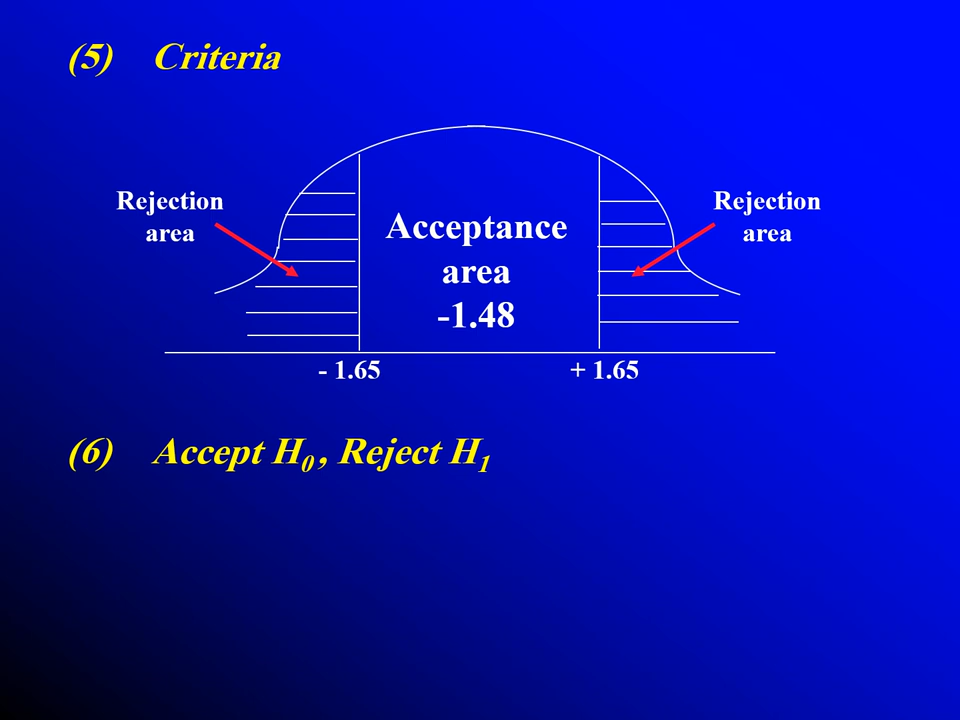 (5) Criteria
Rejection
area
Acceptance
area
-1.48
Rejection
area
- 1.65
+ 1.65
(6) Accept H0 , Reject H1